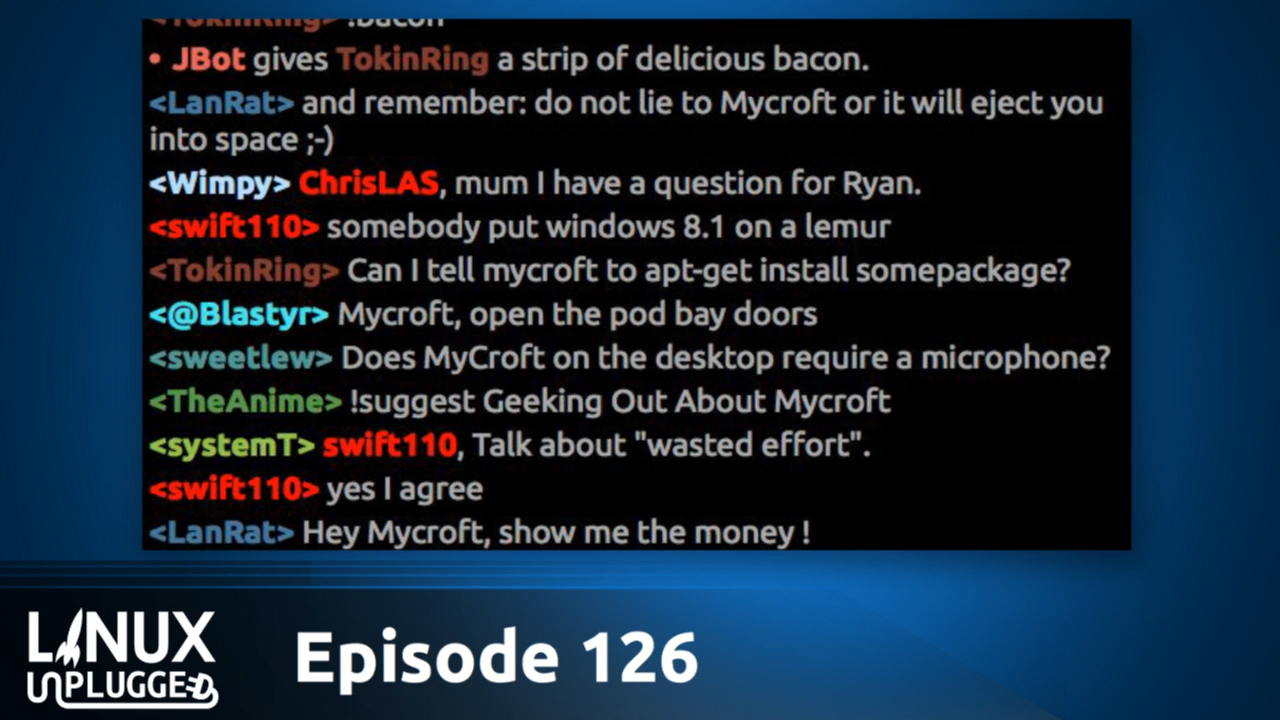 <TokinRing> !bacon
• JBot gives TokinRing a strip of delicious bacon.
<LanRat> and remember: do not lie to Mycroft or it will eject you
into space ;-)
<Wimpy> ChrisLAS, mum I have a question for Ryan.
<swift110> somebody put windows 8.1 on a lemur
<TokinRing> Can I tell mycroft to apt-get install somepackage?
<@Blastyr> Mycroft, open the pod bay doors
<sweetlew> Does MyCroft on the desktop require a microphone?
<TheAnime> !suggest Geeking Out About Mycroft
<systemT> swift110, Talk about "wasted effort".
<swift110> yes I agree
<LanRat> Hey Mycroft, show me the money !
LINUX
UNPLUGGED
Episode 126